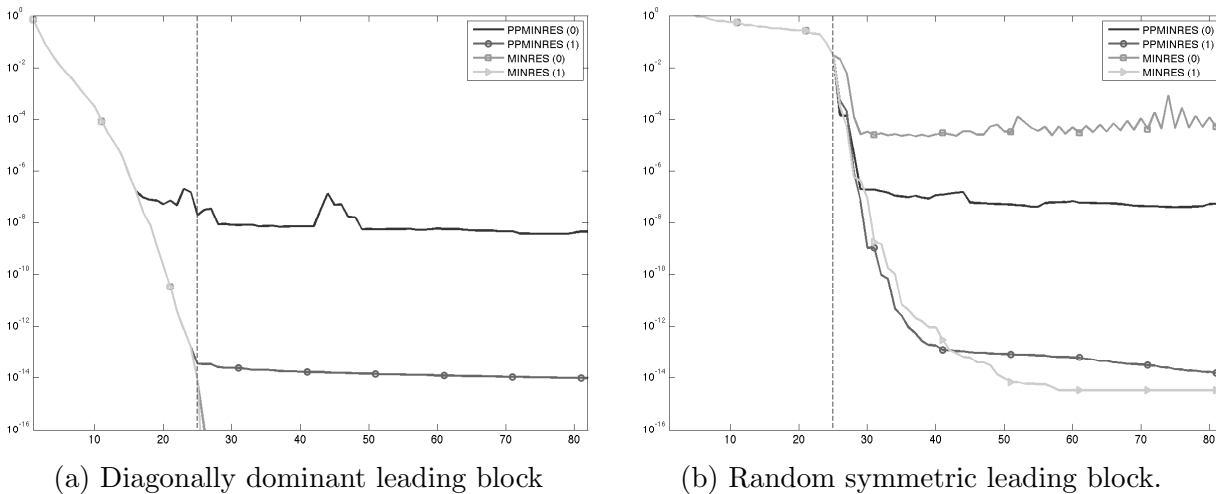 10^0
10^-2
10^-4
10^-6
10^-8
10^-10
10^-12
10^-14
10^-16
10 20 30 40 50 60 70 80
PPMINRES (0)
PPMINRES (1)
MINRES (0)
MINRES (1)
(a) Diagonally dominant leading block
10^0
10^-2
10^-4
10^-6
10^-8
10^-10
10^-12
10^-14
10^-16
10 20 30 40 50 60 70 80
PPMINRES (0)
PPMINRES (1)
MINRES (0)
MINRES (1)
(b) Random symmetric leading block.